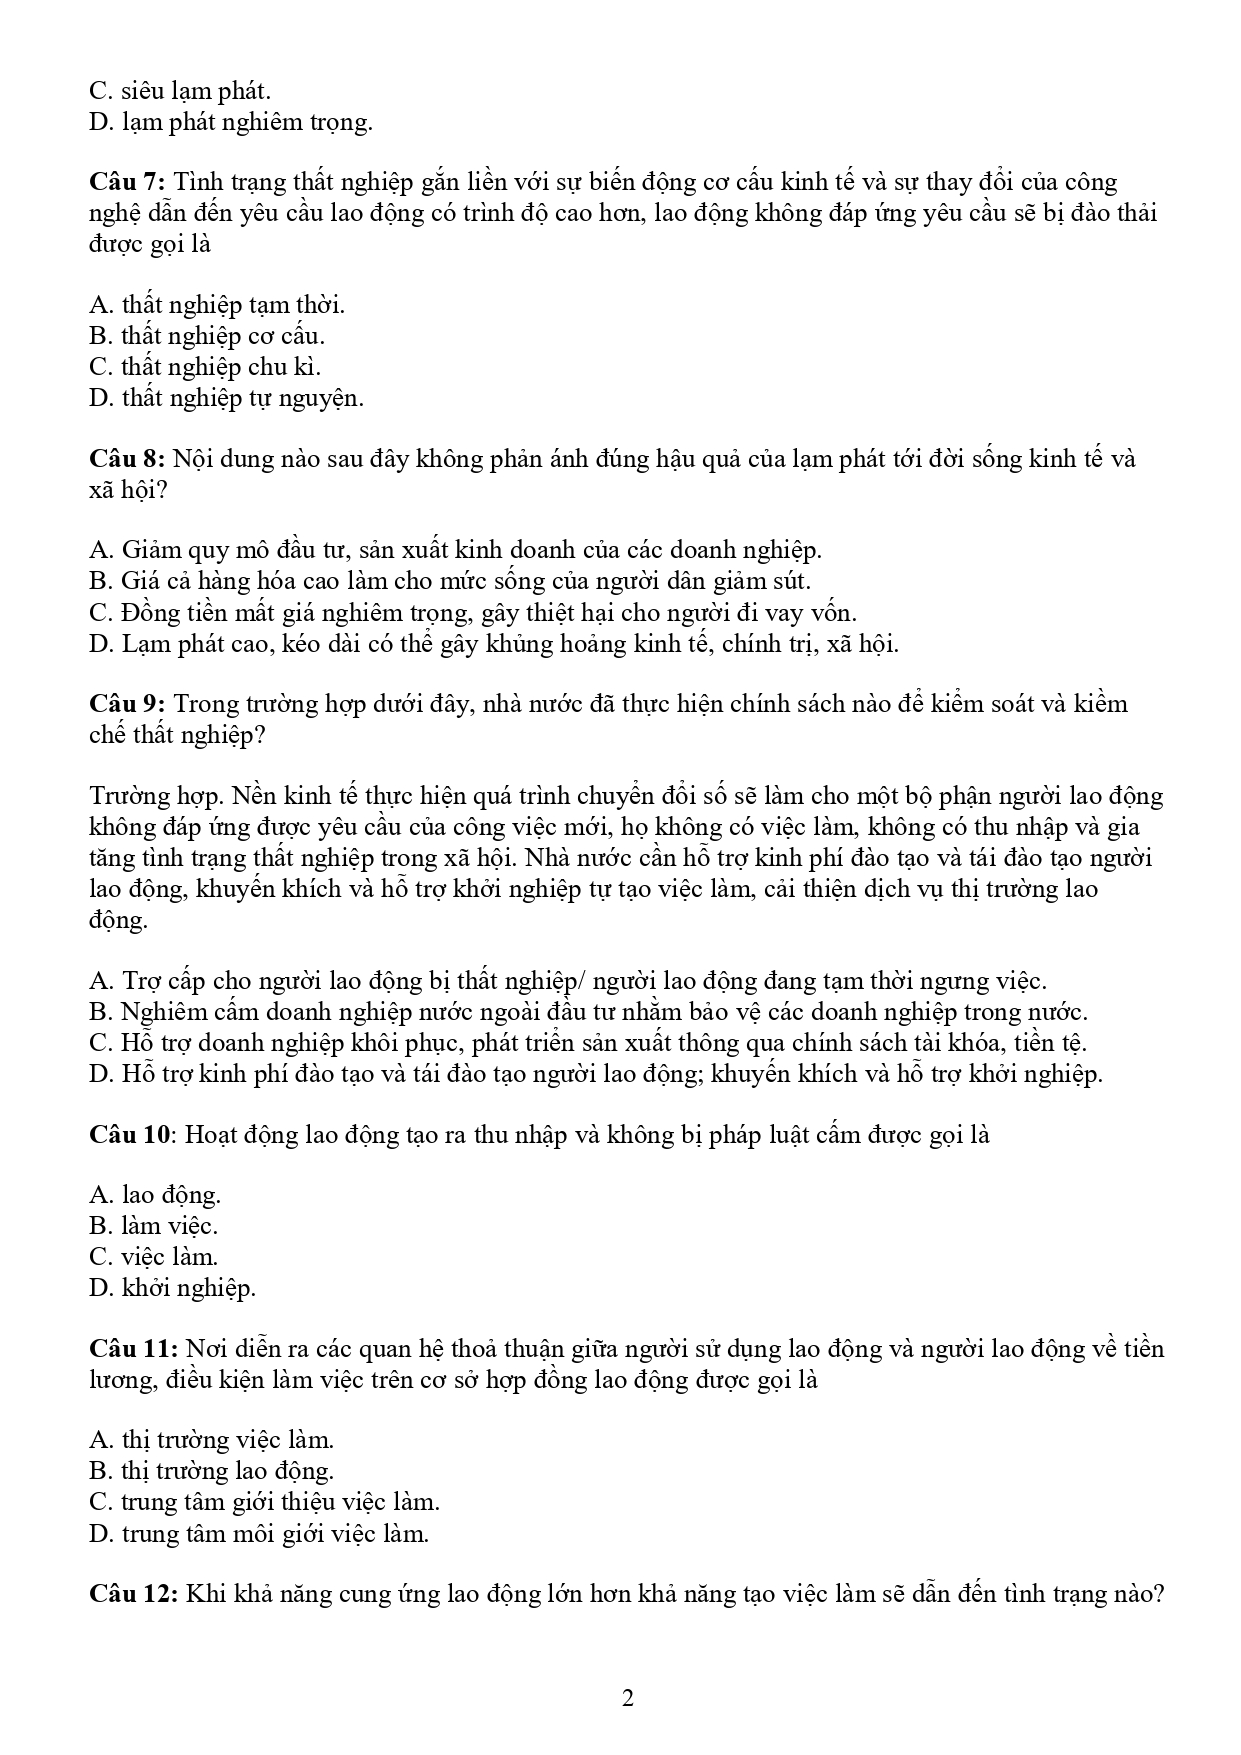 C. siêu lạm phát.
D. lạm phát nghiêm trọng.
Câu 7: Tình trạng thất nghiệp gắn liền với sự biến động cơ cấu kinh tế và sự thay đổi của công
nghệ dẫn đến yêu cầu lao động có trình độ cao hơn, lao động không đáp ứng yêu cầu sẽ bị đào thải
được gọi là
A. thất nghiệp tạm thời.
B. thất nghiệp cơ cấu.
C. thất nghiệp chu kì.
D. thất nghiệp tự nguyện.
Câu 8: Nội dung nào sau đây không phản ánh đúng hậu quả của lạm phát tới đời sống kinh tế và
xã hội?
A. Giảm quy mô đầu tư, sản xuất kinh doanh của các doanh nghiệp.
B. Giá cả hàng hóa cao làm cho mức sống của người dân giảm sút.
C. Đồng tiền mất giá nghiêm trọng, gây thiệt hại cho người đi vay vốn.
D. Lạm phát cao, kéo dài có thể gây khủng hoảng kinh tế, chính trị, xã hội.
Câu 9: Trong trường hợp dưới đây, nhà nước đã thực hiện chính sách nào để kiểm soát và kiềm
chế thất nghiệp?
Trường hợp. Nền kinh tế thực hiện quá trình chuyển đổi số sẽ làm cho một bộ phận người lao động
không đáp ứng được yêu cầu của công việc mới, họ không có việc làm, không có thu nhập và gia
tăng tình trạng thất nghiệp trong xã hội. Nhà nước cần hỗ trợ kinh phí đào tạo và tái đào tạo người
lao động, khuyến khích và hỗ trợ khởi nghiệp tự tạo việc làm, cải thiện dịch vụ thị trường lao
động.
A. Trợ cấp cho người lao động bị thất nghiệp/ người lao động đang tạm thời ngưng việc.
B. Nghiêm cấm doanh nghiệp nước ngoài đầu tư nhằm bảo vệ các doanh nghiệp trong nước.
C. Hỗ trợ doanh nghiệp khôi phục, phát triển sản xuất thông qua chính sách tài khóa, tiền tệ.
D. Hỗ trợ kinh phí đào tạo và tái đào tạo người lao động; khuyến khích và hỗ trợ khởi nghiệp.
Câu 10: Hoạt động lao động tạo ra thu nhập và không bị pháp luật cấm được gọi là
A. lao động.
B. làm việc.
C. việc làm.
D. khởi nghiệp.
Câu 11: Nơi diễn ra các quan hệ thoả thuận giữa người sử dụng lao động và người lao động về tiền
lương, điều kiện làm việc trên cơ sở hợp đồng lao động được gọi là
A. thị trường việc làm.
B. thị trường lao động.
C. trung tâm giới thiệu việc làm.
D. trung tâm môi giới việc làm.
Câu 12: Khi khả năng cung ứng lao động lớn hơn khả năng tạo việc làm sẽ dẫn đến tình trạng nào?
2